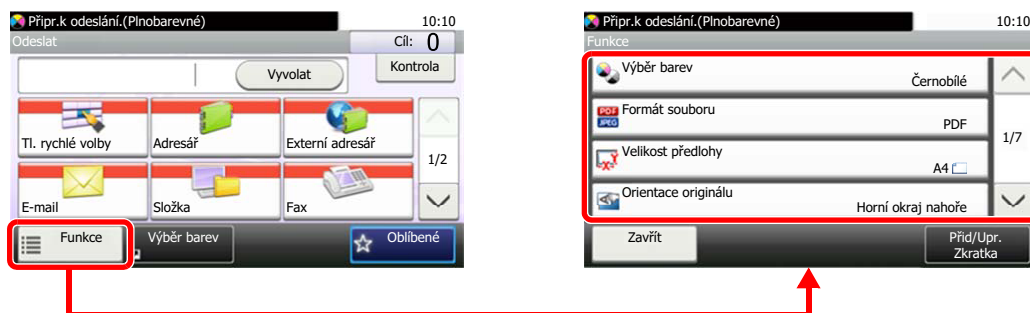 Připr.k odeslání.(Plnobarevné)
10:10
Odeslat
Cíl: 0
Vyvolat
Kontrola
Tl. rychlé volby
Adresář
Externí adresář
1/2
E-mail
Složka
Fax
Funkce
Výběr barev
Oblíbené
Připr.k odeslání.(Plnobarevné)
10:10
Funkce
Výběr barev
Černobílé
PDF
JPEG
Formát souboru
PDF
1/7
Velikost předlohy
A4
Orientace originálu
Horní okraj nahoře
Zavřít
Přid/Upr.
Zkratka